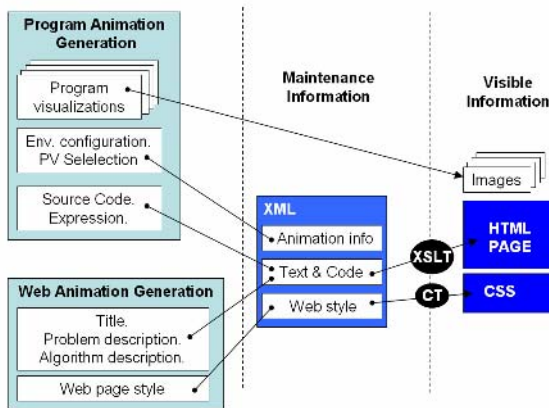 Program Animation
Generation
Program
visualizations
Env. configuration.
PV Selelection
Source Code.
Expression.
Web Animation Generation
Title.
Problem description.
Algorithm description.
Web page style
Maintenance
Information
XML
Animation info
Text & Code
Web style
XSLT
CT
Visible
Information
Images
HTML
PAGE
CSS